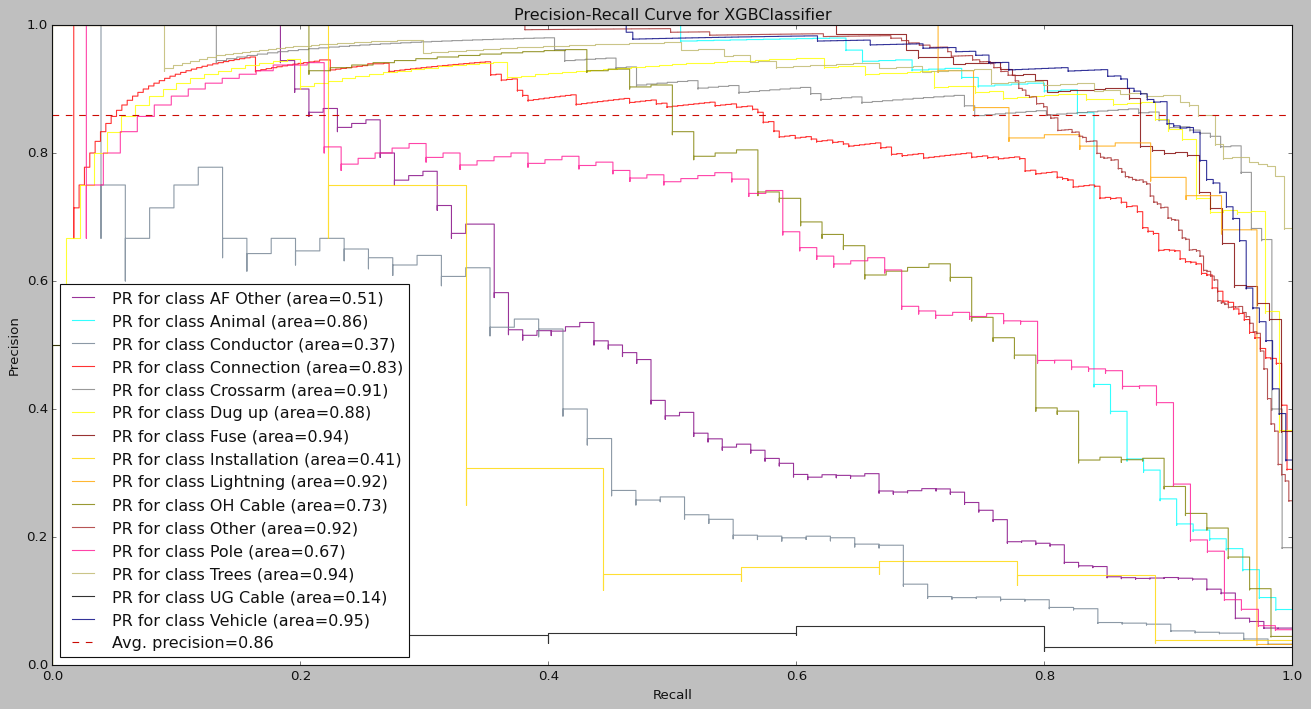 Precision-Recall Curve for XGBClassifier
1.0
0.8
0.6
0.4
0.2
0.0
Precision
PR for class AF Other (area=0.51)
PR for class Animal (area=0.86)
PR for class Conductor (area=0.37)
PR for class Connection (area=0.83)
PR for class Crossarm (area=0.91)
PR for class Dug up (area=0.88)
PR for class Fuse (area=0.94)
PR for class Installation (area=0.41)
PR for class Lightning (area=0.92)
PR for class OH Cable (area=0.73)
PR for class Other (area=0.92)
PR for class Pole (area=0.67)
PR for class Trees (area=0.94)
PR for class UG Cable (area=0.14)
PR for class Vehicle (area=0.95)
Avg. precision=0.86
0.0 0.2 0.4 0.6 0.8 1.0
Recall